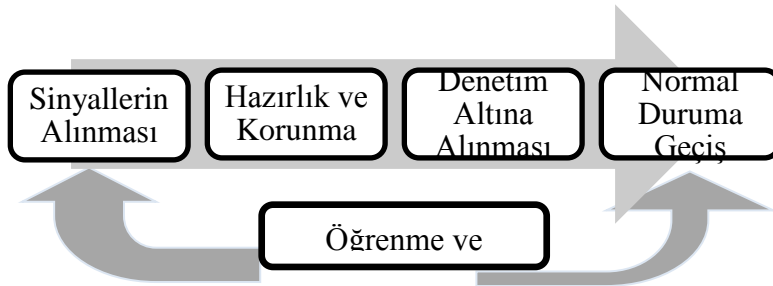 Sinyallerin
Alınması
Hazırlık ve
Korunma
Denetim
Altına
Alınması
Normal
Duruma
Geçiş
Öğrenme ve